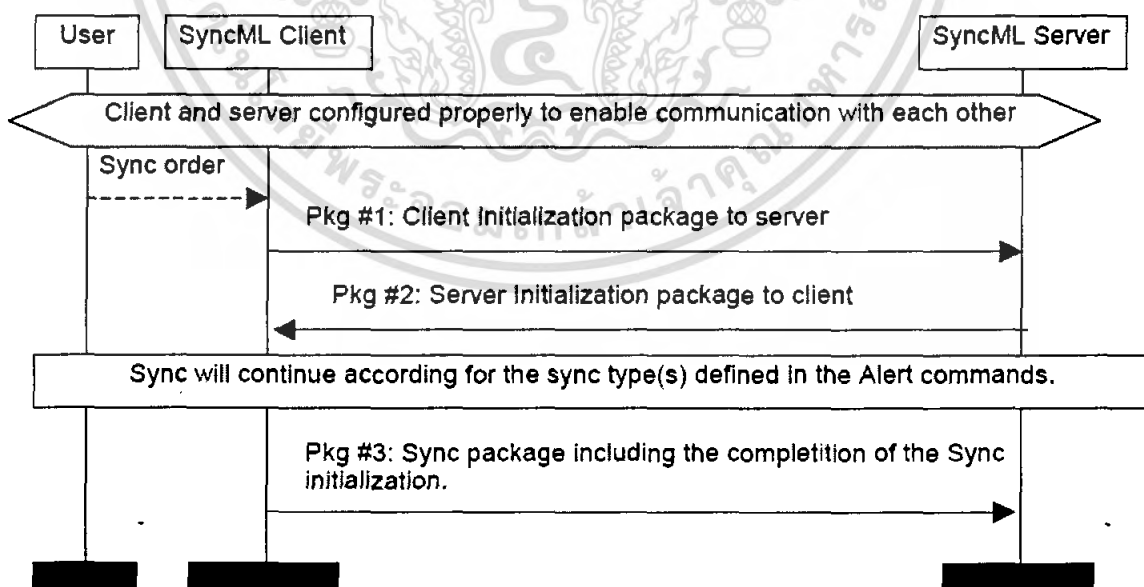 User
SyncML Client
SyncML Server
Client and server configured properly to enable communication with each other
Sync order
Pkg #1: Client Initialization package to server
Pkg #2: Server Initialization package to client
Sync will continue according for the sync type(s) defined in the Alert commands.
Pkg #3: Sync package including the completition of the Sync
initialization.